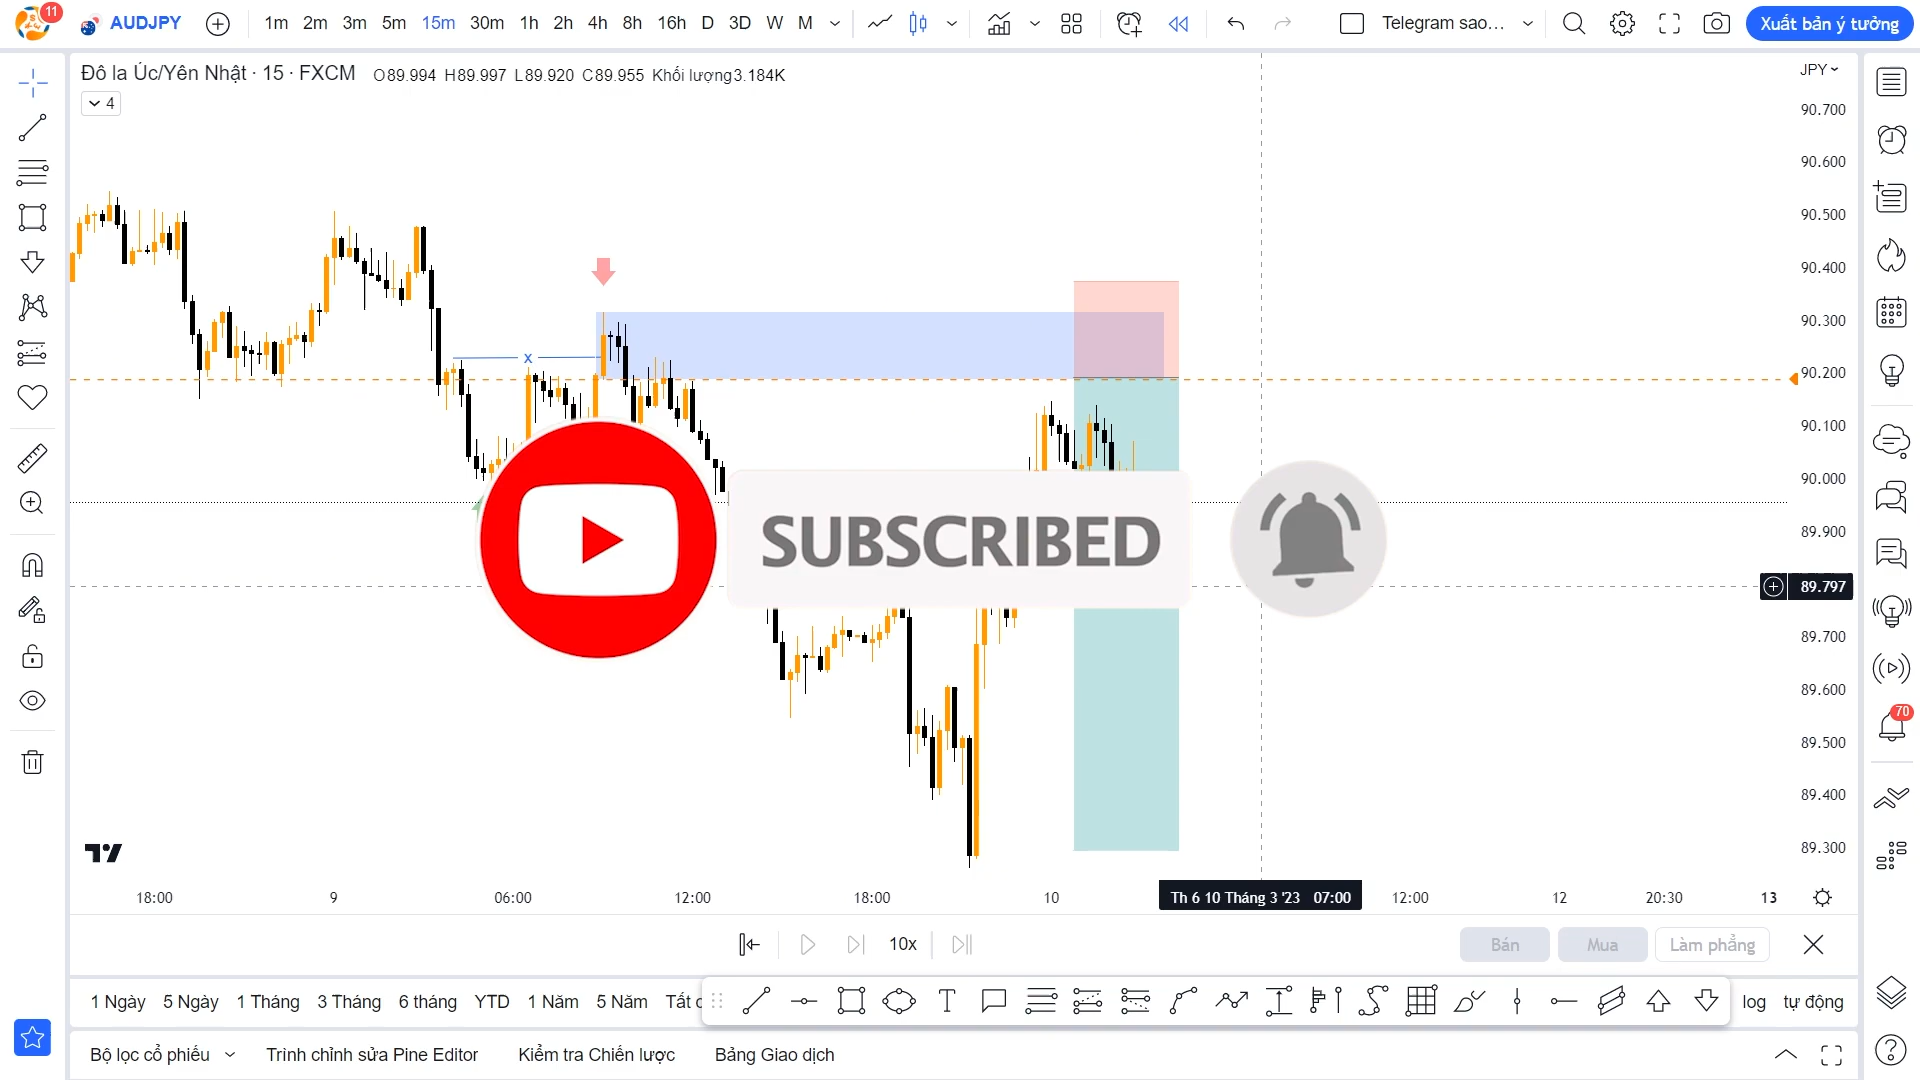 11
AUDJPY 1m 2m 3m 5m 15m 30m 1h 2h 4h 8h 16h D 3D W M Telegram sao... Xuất bản ý tưởng
Đô la Úc/Yên Nhật · 15 · FXCM O89.994 H89.997 L89.920 C89.955 Khối lượng3.184K
4
JPY
90.700
90.600
90.500
90.400
90.300
90.200
90.100
90.000
89.900
89.797
89.700
89.600
89.500
89.400
89.300
x
SUBSCRIBED
70
18:00 9 06:00 12:00 18:00 10 Th 6 10 Tháng 3 '23 07:00 12:00 12 20:30 13
10x Bán Mua Làm phẳng
1 Ngày 5 Ngày 1 Tháng 3 Tháng 6 tháng YTD 1 Năm 5 Năm Tất c log tự động
Bộ lọc cổ phiếu Trình chỉnh sửa Pine Editor Kiểm tra Chiến lược Bảng Giao dịch